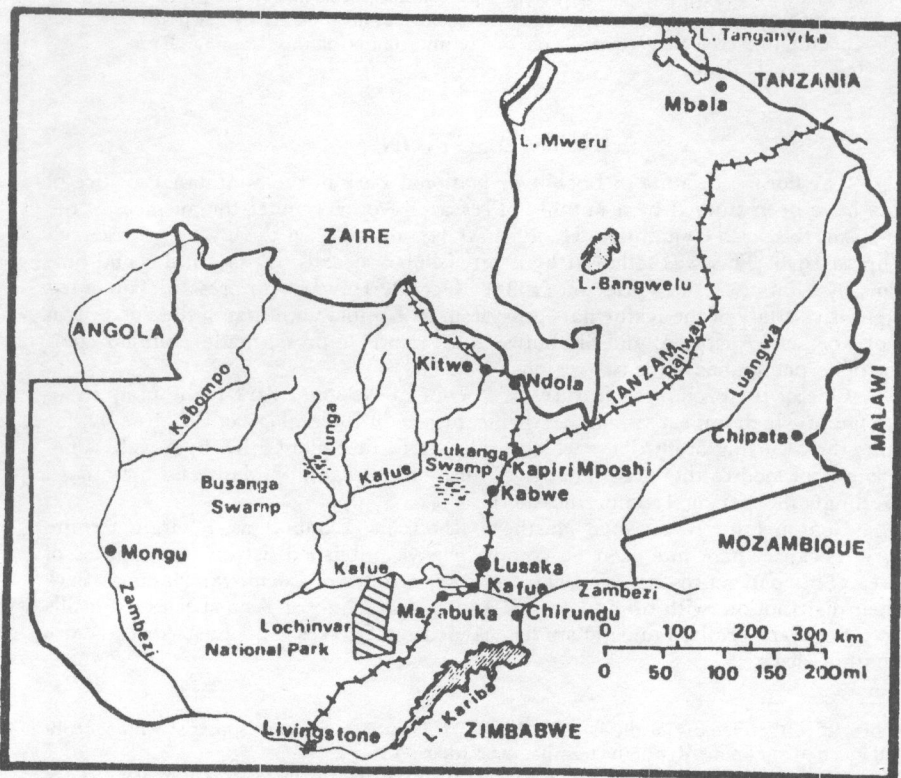 L. Tanganyika
TANZANIA
Mbala
L. Mweru
ZAIRE
L. Bangwelu
ANGOLA
Kabompo
Lunga
Kitwe
Ndola
TANZAM
Railway
Luangwa
MALAWI
Chipata
Lukanga
Swamp
Kapiri Mposhi
Kafue
Busanga
Swamp
Kabwe
Mongu
Zambezi
MOZAMBIQUE
Lusaka
Kafue
Kafue
Zambezi
Mazabuka
Chirundu
Lochinvar
National Park
0 100 200 300 km
0 50 100 150 200mi
L. Kariba
Livingstone
ZIMBABWE